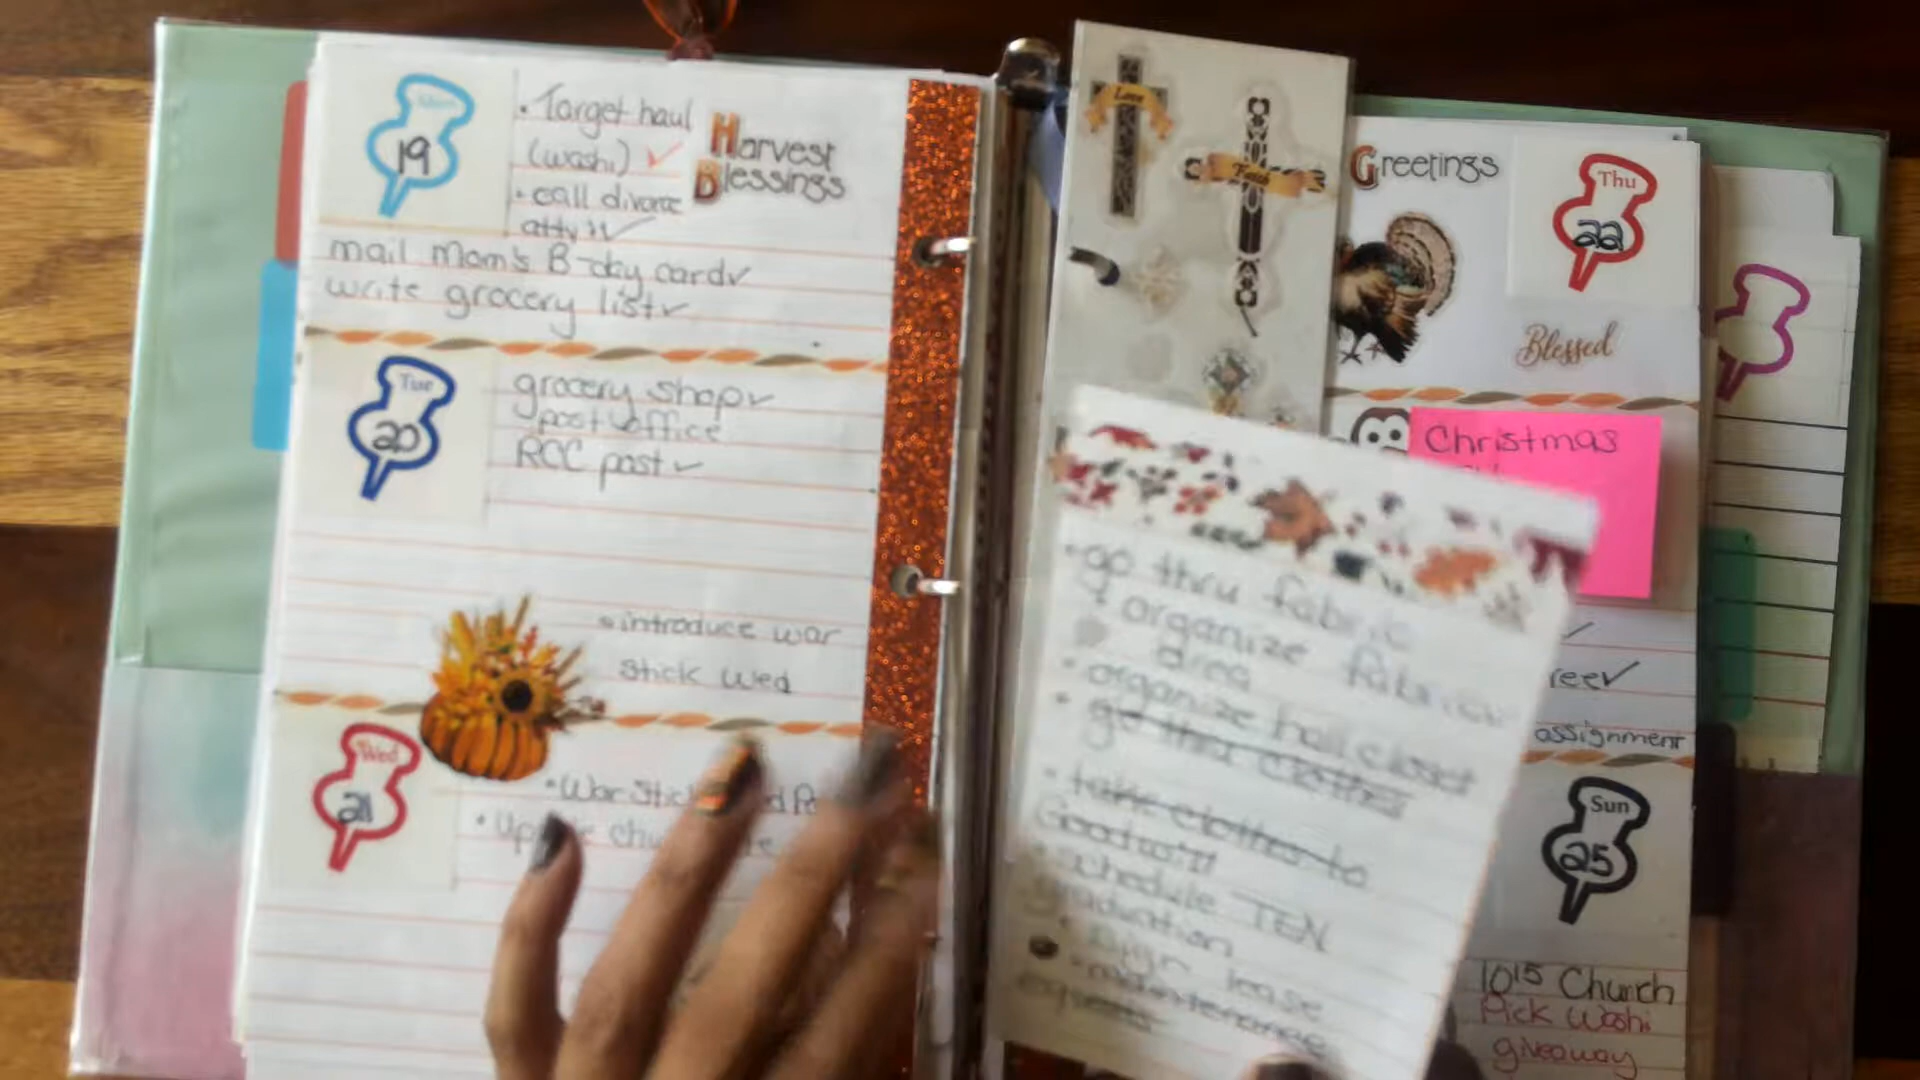 19
• Target haul
(washi) ✓
• call divorce
atty ✓
Harvest
Blessings
mail Mom's B-day card✓
write grocery list✓
Tue
20
grocery shop✓
post office
RCC post✓
• introduce war
stick wed
Wed
21
• War Stick
Love
Faith
Greetings
Thu
22
Blessed
Christmas
• go thru fabric
+ organize fabric
area
• organize hall closet
• go thru clothes
• take clothes to
Goodwill
• schedule TEN
graduation
• sign lease
• maintenance
✓
✓
assignment
Sun
25
10¹⁵ Church
Pick Washi
giveaway